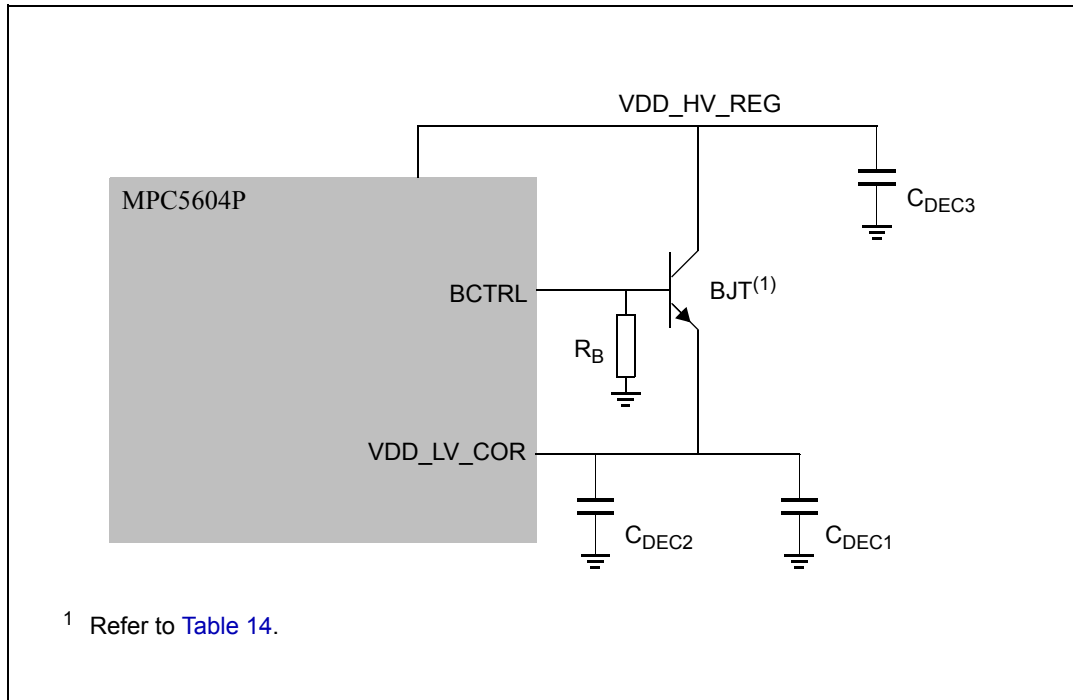 VDD_HV_REG
MPC5604P
CDEC3
BCTRL
BJT(1)
RB
VDD_LV_COR
CDEC2
CDEC1
1 Refer to Table 14.